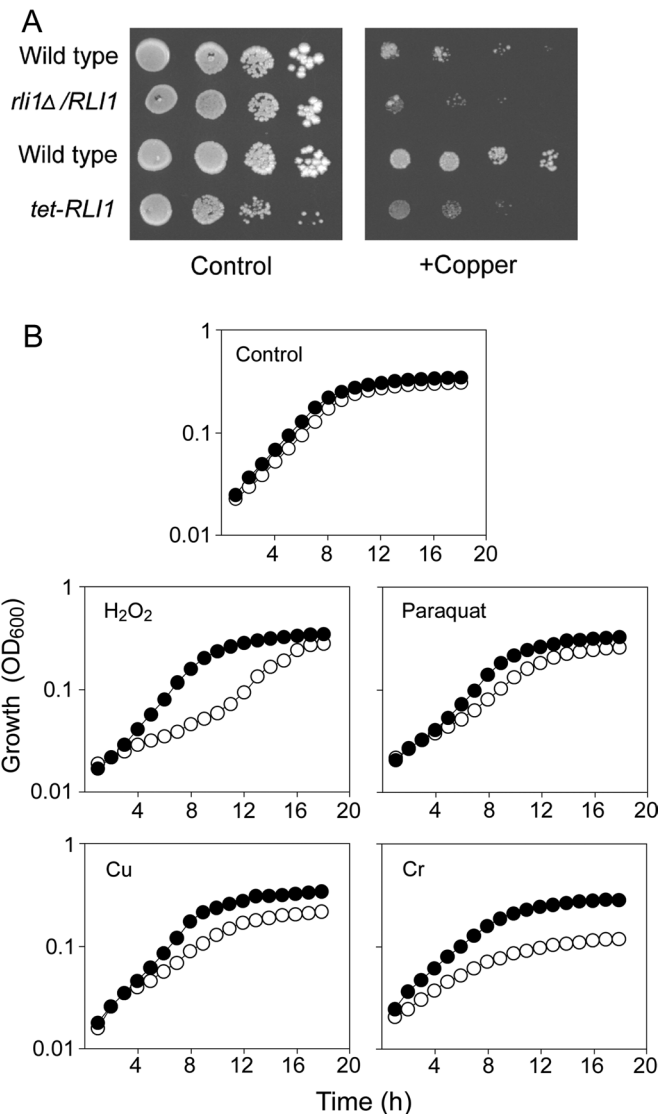 A
Wild type
rli1Δ/RLI1
Wild type
tet-RLI1
Control
+Copper
B
Control
1
0.1
0.01
4 8 12 16 20
H₂O₂
Paraquat
1
0.1
0.01
4 8 12 16 20
4 8 12 16 20
Cu
Cr
1
0.1
0.01
4 8 12 16 20
4 8 12 16 20
Growth (OD₆₀₀)
Time (h)